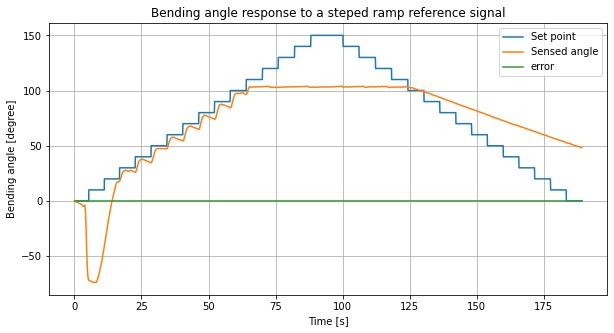 Bending angle response to a steped ramp reference signal
Set point
Sensed angle
error
Bending angle [degree]
150
100
50
0
−50
0 25 50 75 100 125 150 175
Time [s]